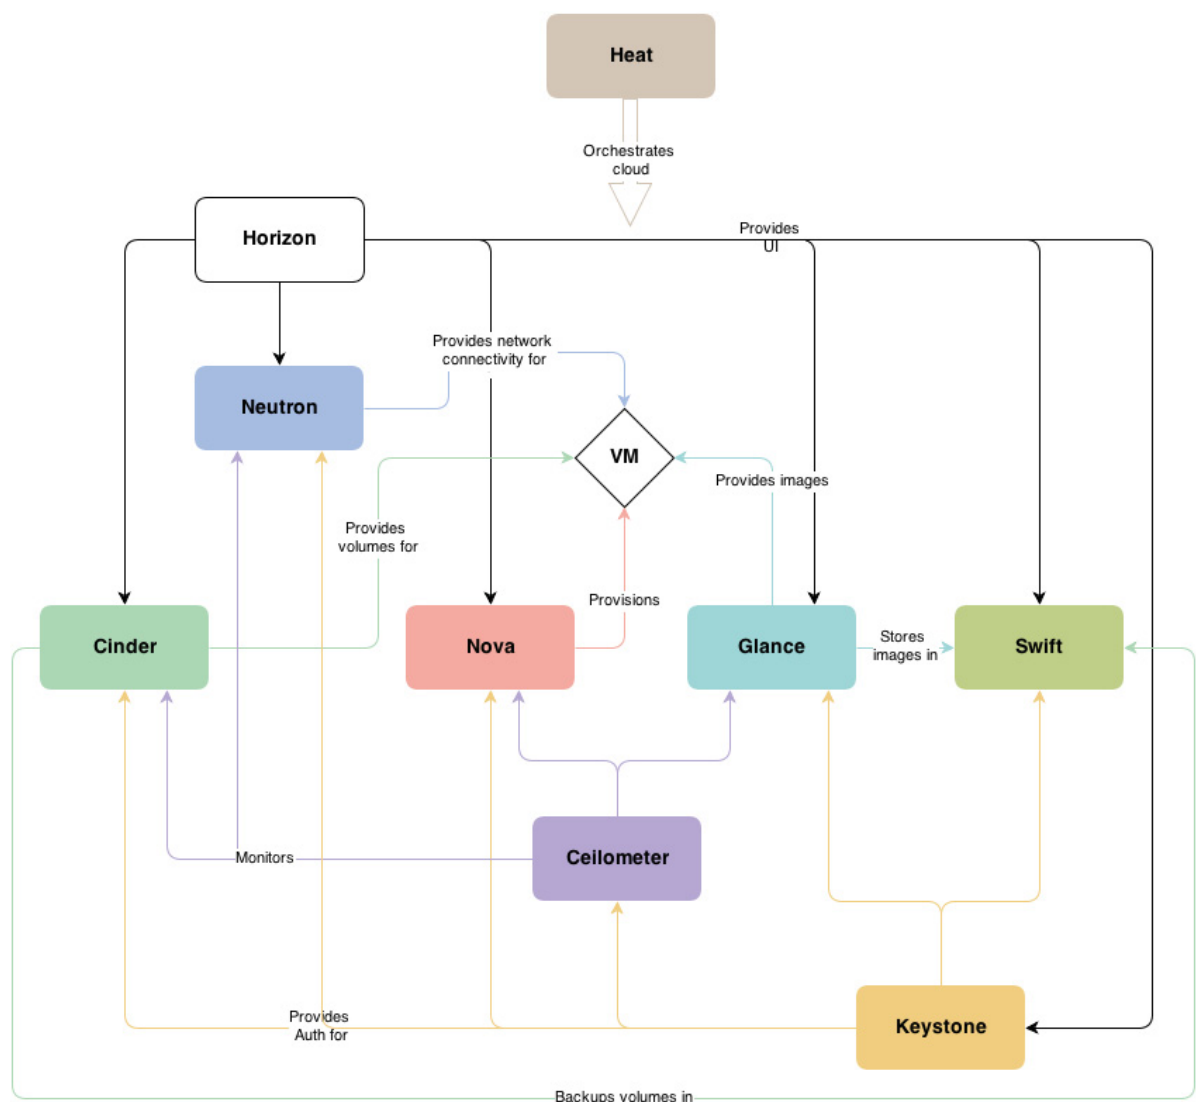 Heat
Orchestrates
cloud
Horizon
Provides
UI
Provides network
connectivity for
Neutron
VM
Provides images
Provides
volumes for
Provisions
Cinder
Nova
Glance
Stores
images in
Swift
Monitors
Ceilometer
Provides
Auth for
Keystone
Backups volumes in